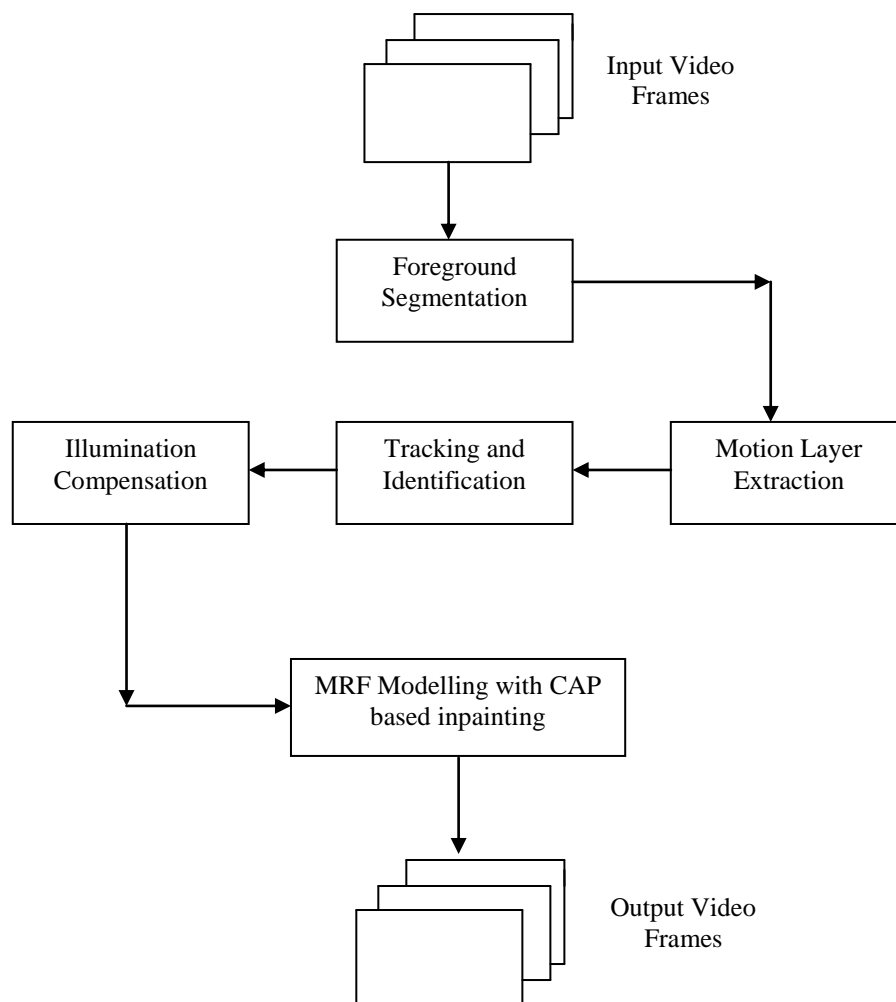 Input Video
Frames
Foreground
Segmentation
Illumination
Compensation
Tracking and
Identification
Motion Layer
Extraction
MRF Modelling with CAP
based inpainting
Output Video
Frames